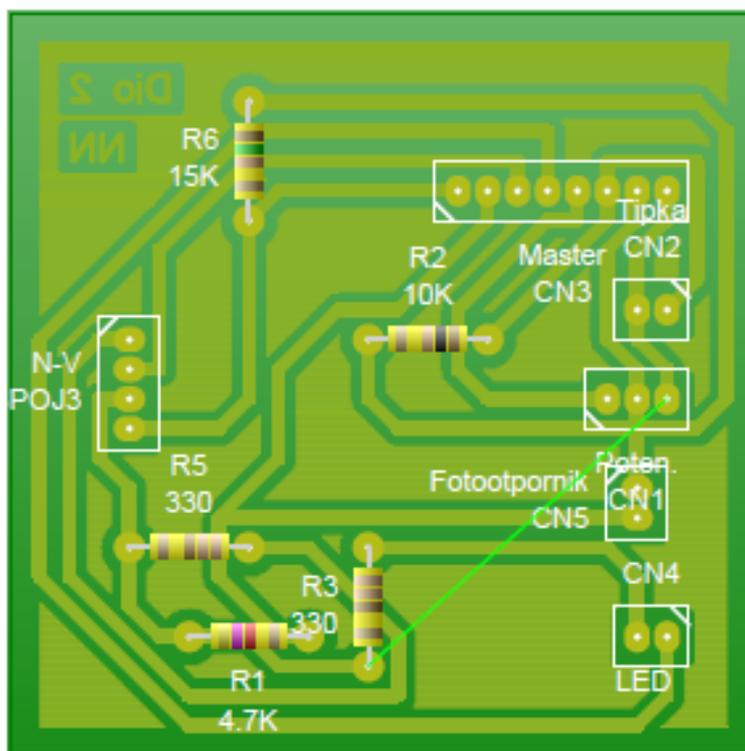 Dio 2
NN
R6
15K
Tipka
CN2
Master
CN3
R2
10K
N-V
POJ3
Poten.
CN1
R5
330
Fotootpornik
CN5
CN4
R3
330
LED
R1
4.7K